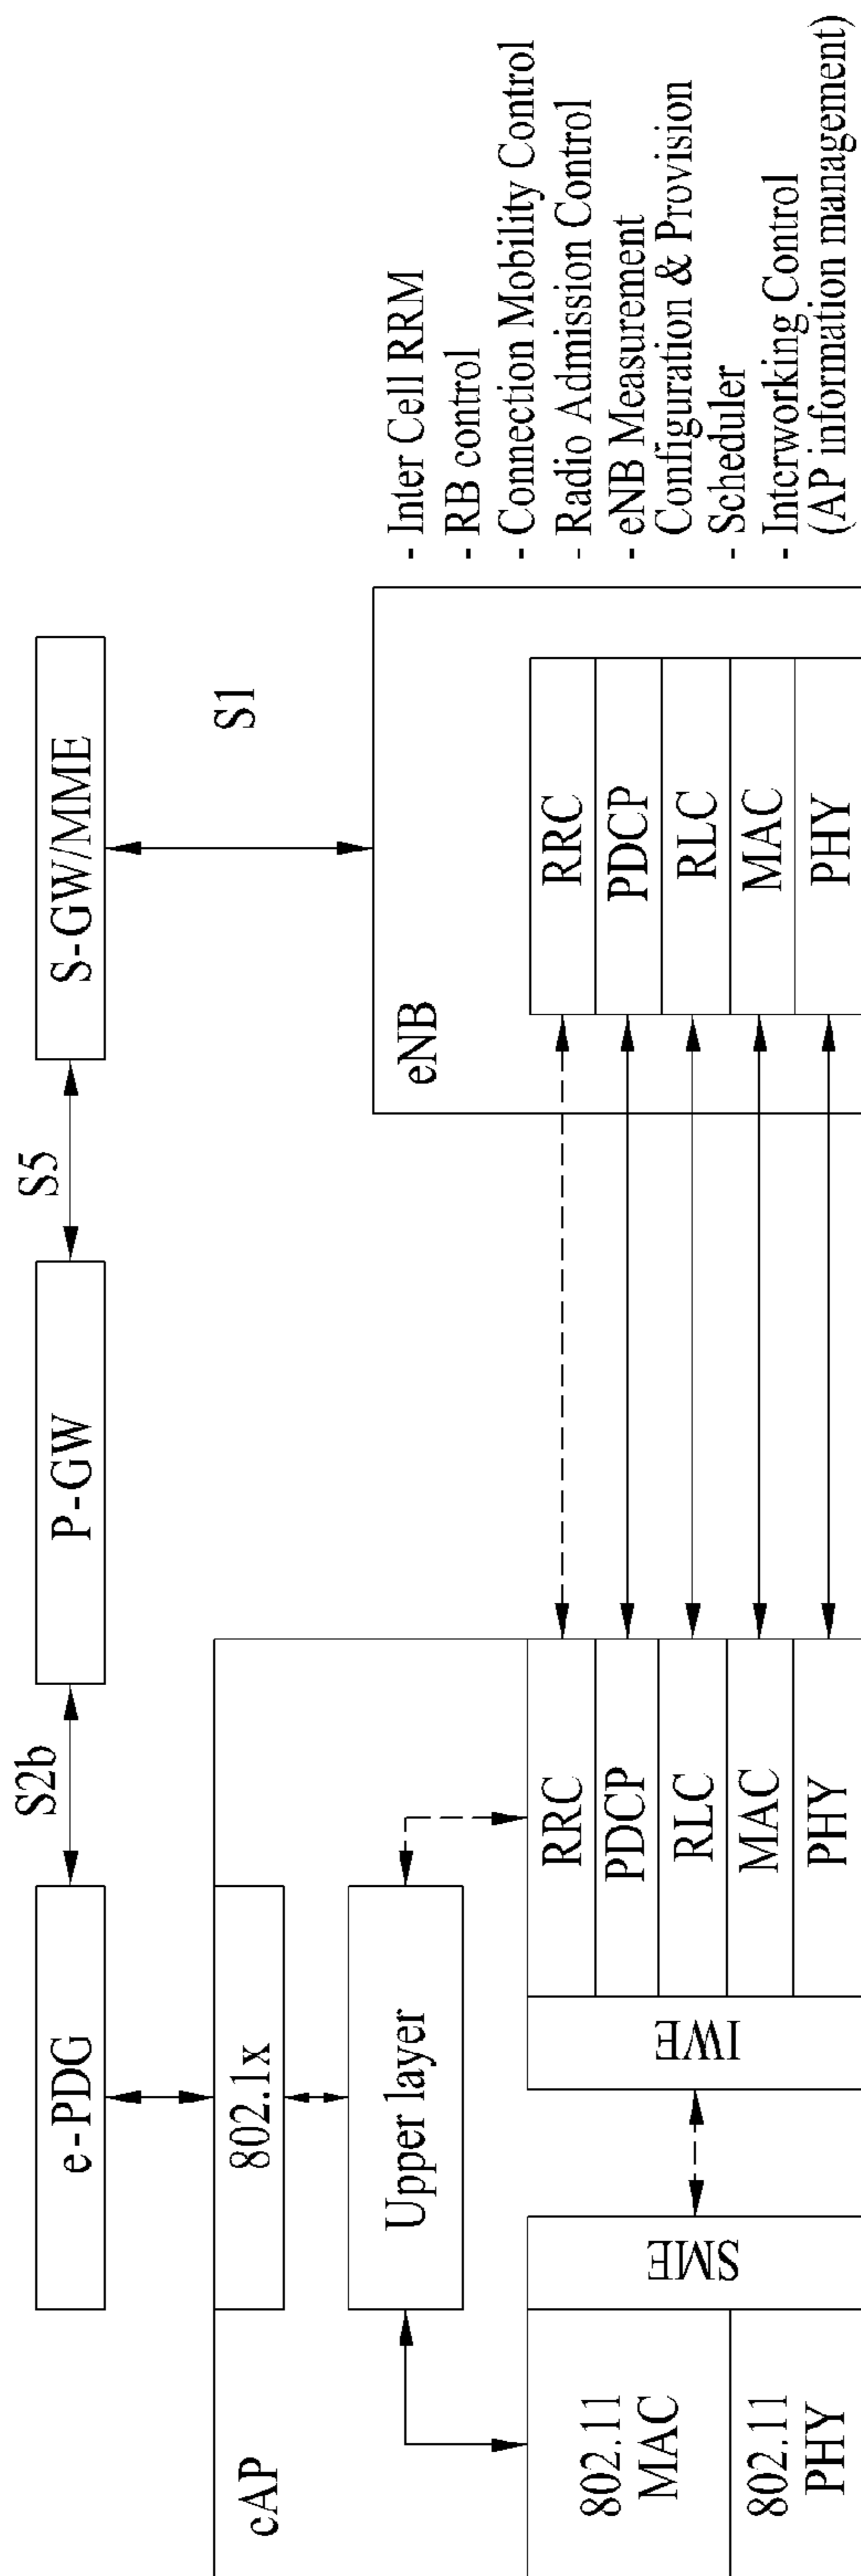 e-PDG
S2b
P-GW
S5
S-GW/MME
S1
cAP
802.1x
Upper layer
802.11
MAC
802.11
PHY
SME
IWE
RRC
PDCP
RLC
MAC
PHY
eNB
RRC
PDCP
RLC
MAC
PHY
- Inter Cell RRM
- RB control
- Connection Mobility Control
- Radio Admission Control
- eNB Measurement
Configuration & Provision
- Scheduler
- Interworking Control
(AP information management)